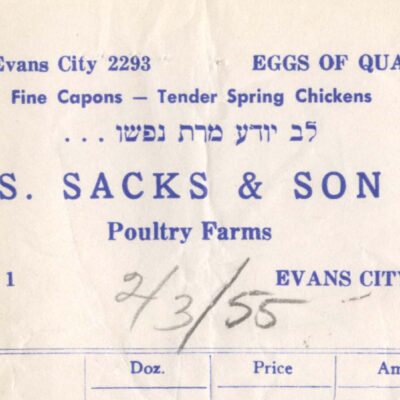 Evans City 2293 EGGS OF QUA
Fine Capons — Tender Spring Chickens
לב יודע מרת נפשו . . .
S. SACKS & SON
Poultry Farms
1 EVANS CITY
2/3/55
Doz. Price Am